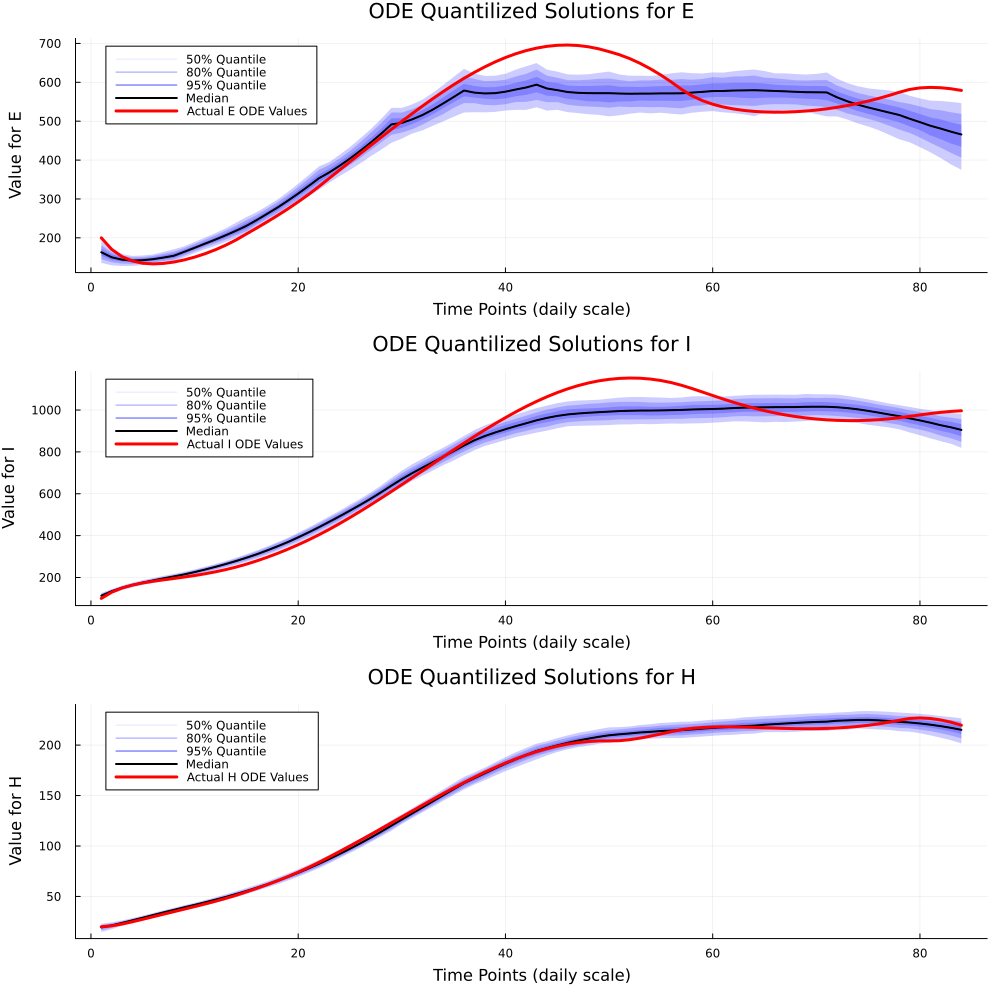 ODE Quantilized Solutions for E
700
600
500
400
300
200
Value for E
50% Quantile
80% Quantile
95% Quantile
Median
Actual E ODE Values
0 20 40 60 80
Time Points (daily scale)
ODE Quantilized Solutions for I
1000
800
600
400
200
Value for I
50% Quantile
80% Quantile
95% Quantile
Median
Actual I ODE Values
0 20 40 60 80
Time Points (daily scale)
ODE Quantilized Solutions for H
200
150
100
50
Value for H
50% Quantile
80% Quantile
95% Quantile
Median
Actual H ODE Values
0 20 40 60 80
Time Points (daily scale)